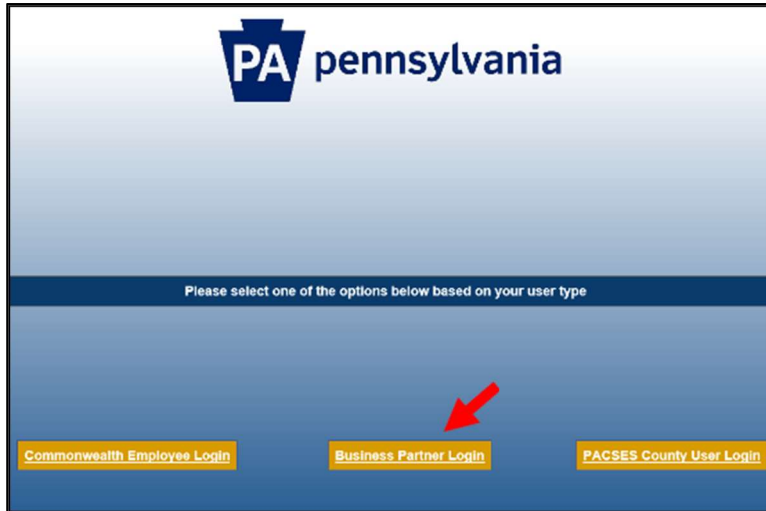 PA pennsylvania
Please select one of the options below based on your user type
Commonwealth Employee Login
Business Partner Login
PACSES County User Login